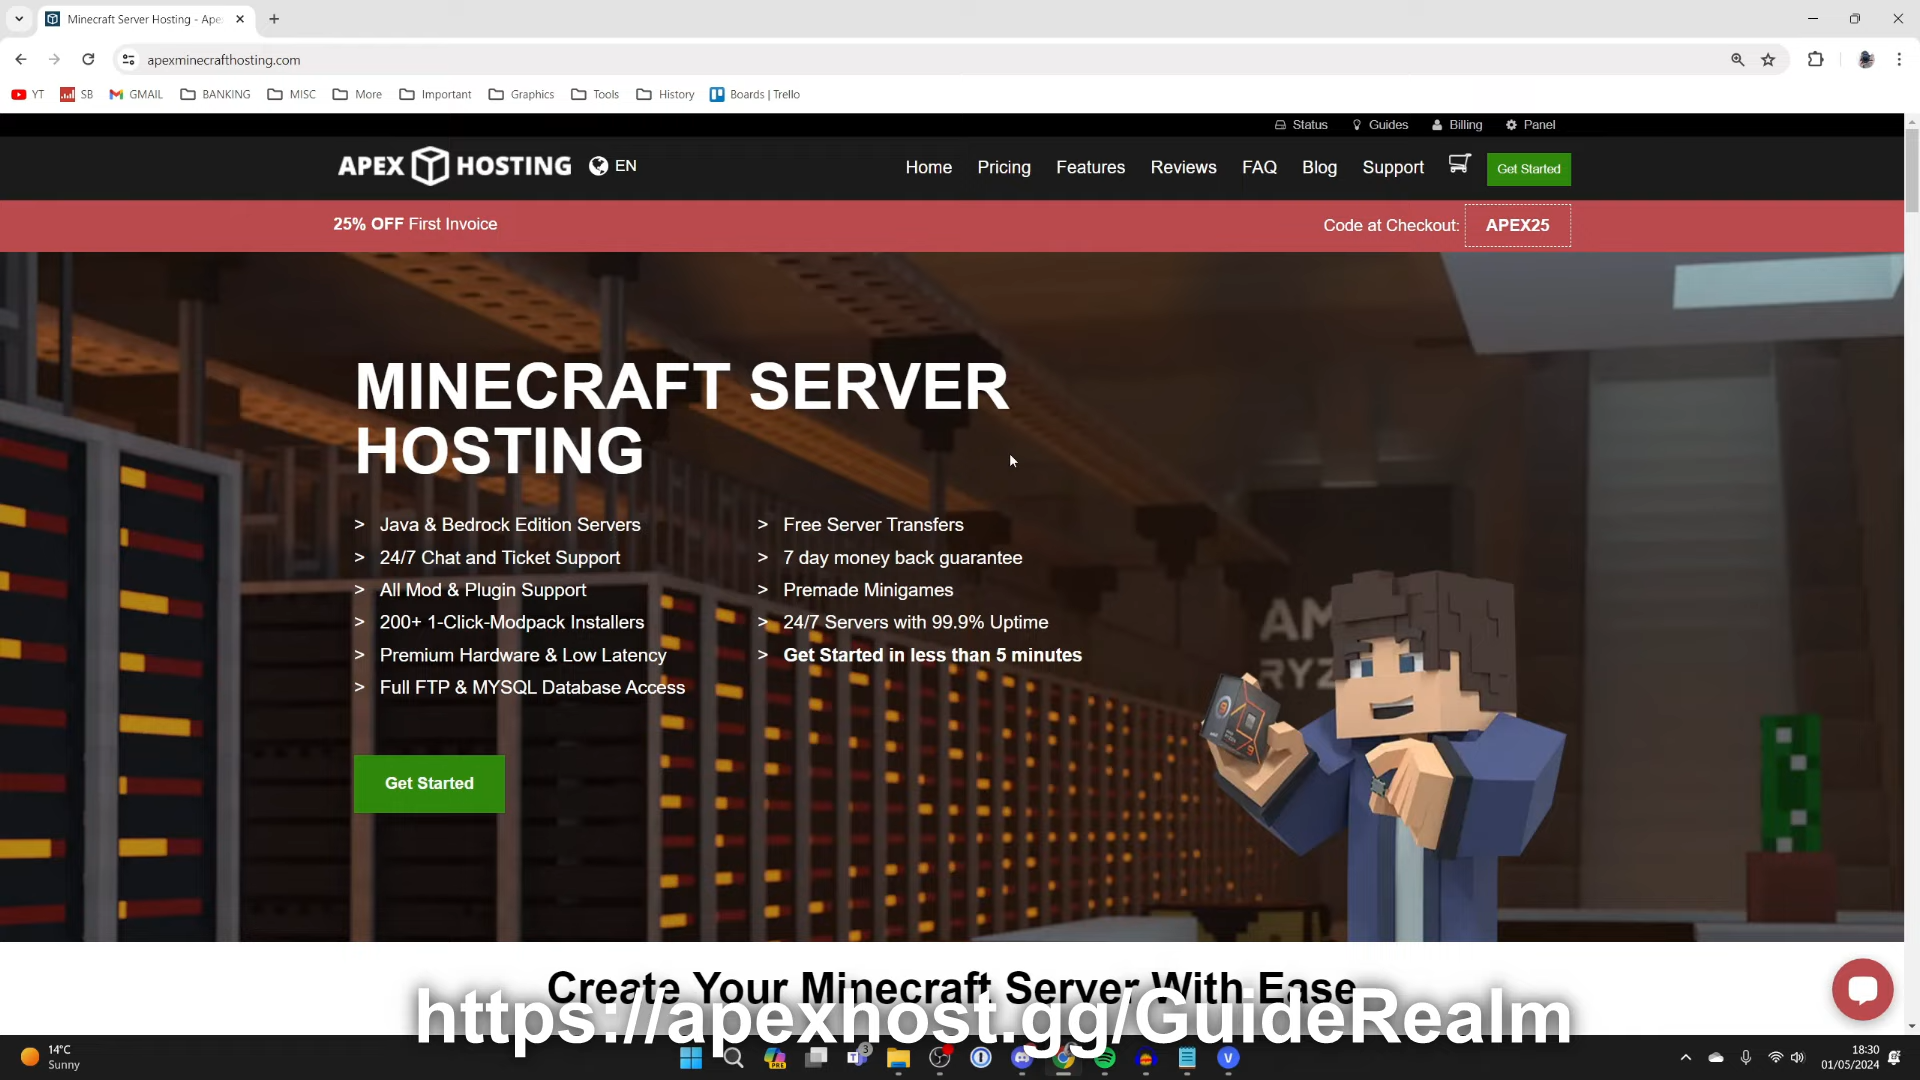 Minecraft Server Hosting - Ape
apexminecrafthosting.com
YT SB GMAIL BANKING MISC More Important Graphics Tools History Boards | Trello
Status Guides Billing Panel
APEX HOSTING EN Home Pricing Features Reviews FAQ Blog Support Get Started
25% OFF First Invoice Code at Checkout: APEX25
MINECRAFT SERVER
HOSTING
> Java & Bedrock Edition Servers
> 24/7 Chat and Ticket Support
> All Mod & Plugin Support
> 200+ 1-Click-Modpack Installers
> Premium Hardware & Low Latency
> Full FTP & MYSQL Database Access
> Free Server Transfers
> 7 day money back guarantee
> Premade Minigames
> 24/7 Servers with 99.9% Uptime
> Get Started in less than 5 minutes
AM
RYZ
Get Started
Create Your Minecraft Server With Ease
https://apexhost.gg/GuideRealm
14°C
Sunny
3
PRE
18:30
01/05/2024